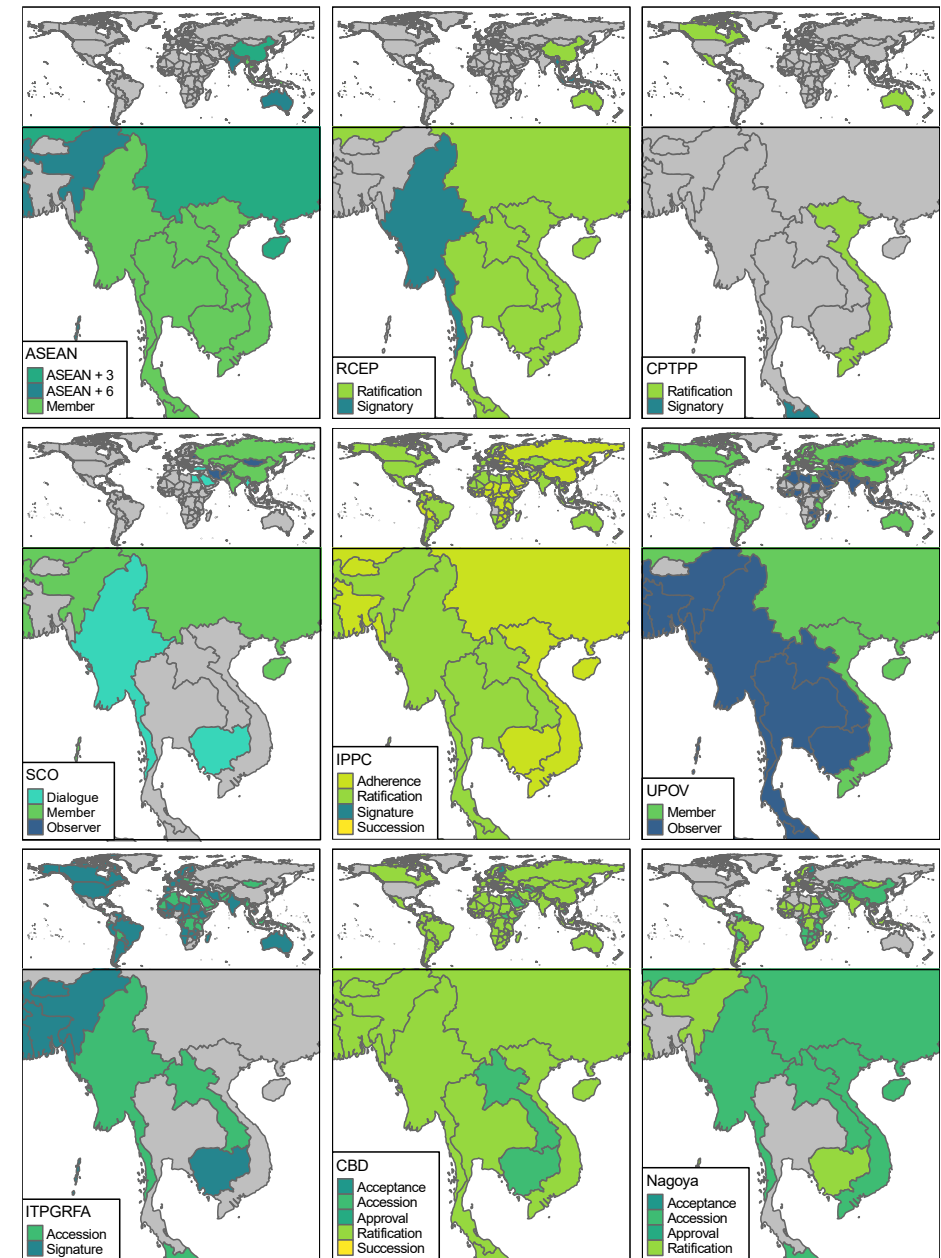 ASEAN
ASEAN + 3
ASEAN + 6
Member
RCEP
Ratification
Signatory
CPTPP
Ratification
Signatory
SCO
Dialogue
Member
Observer
IPPC
Adherence
Ratification
Signature
Succession
UPOV
Member
Observer
ITPGRFA
Accession
Signature
CBD
Acceptance
Accession
Approval
Ratification
Succession
Nagoya
Acceptance
Accession
Approval
Ratification